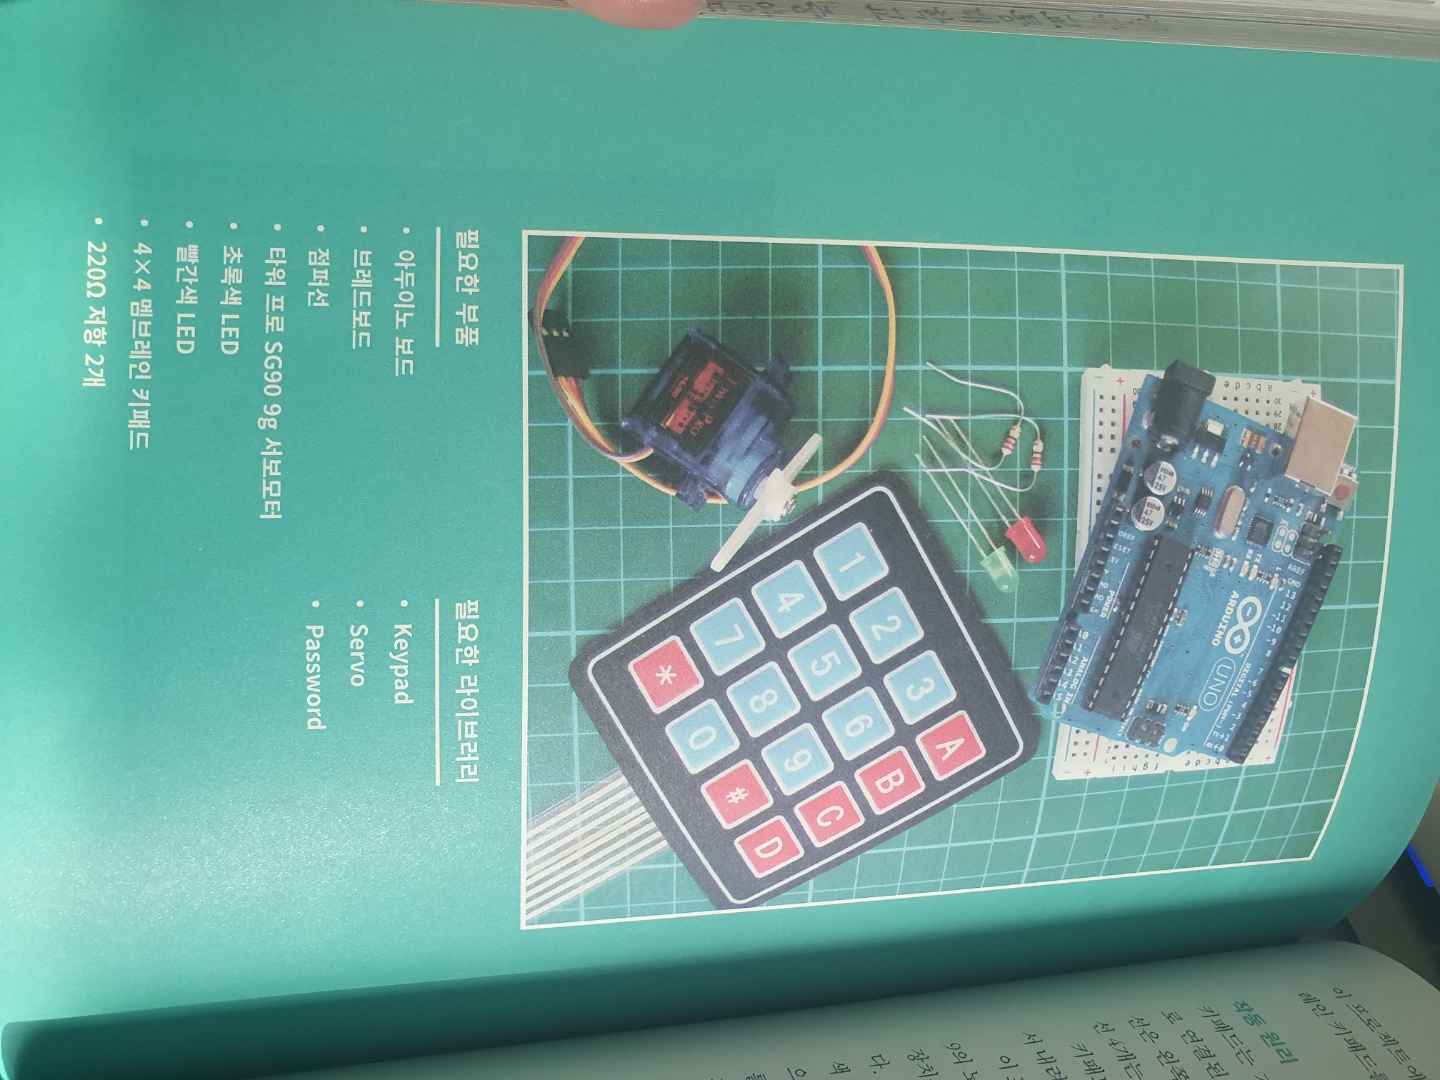 ARDUINO
UNO
DIGITAL (PWM~)
POWER
ANALOG IN
1 2 3 A
4 5 6 B
7 8 9 C
* 0 # D
필요한 부품
• 아두이노 보드
• 브레드보드
• 점퍼선
• 타워 프로 SG90 9g 서보모터
• 초록색 LED
• 빨간색 LED
• 4×4 멤브레인 키패드
• 220Ω 저항 2개
필요한 라이브러리
• Keypad
• Servo
• Password
이 프로젝트에
레인 키패드를
작동 원리
키패드는
로 연결된
선은 왼쪽
선 4개는
키패
서 내려
이
9의
장치
다.
색